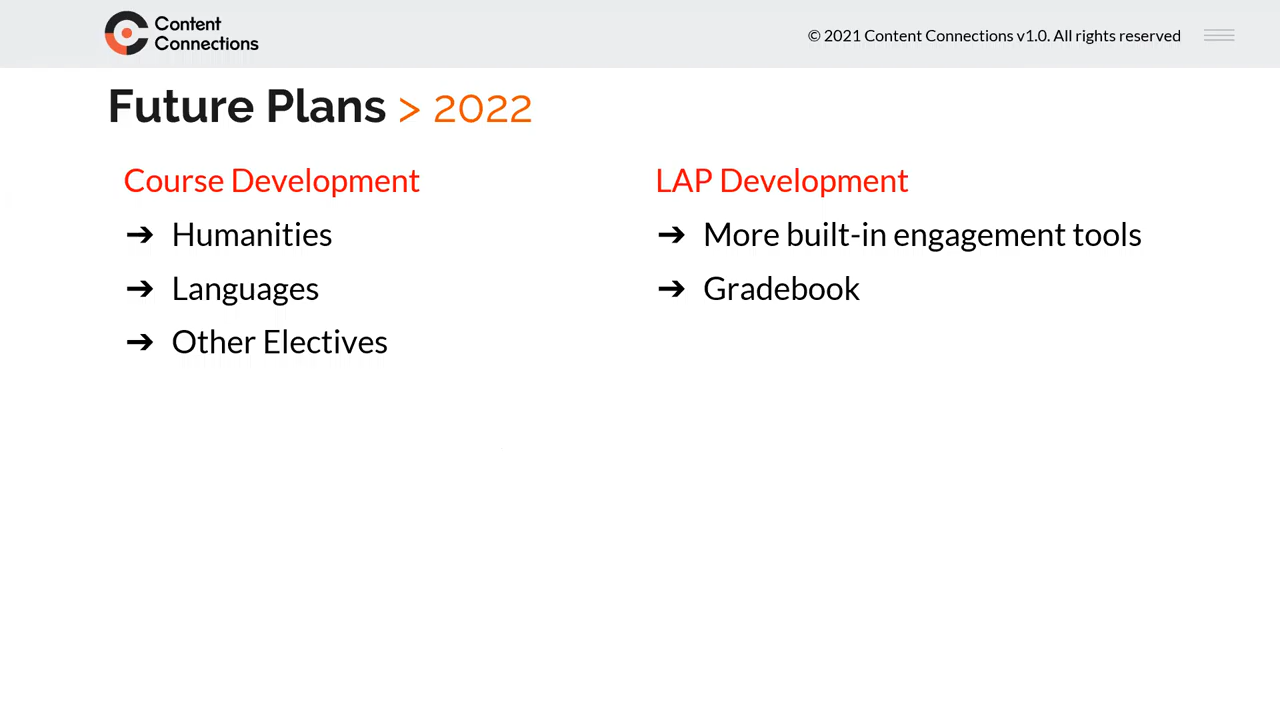 Content
Connections
© 2021 Content Connections v1.0. All rights reserved
Future Plans > 2022
Course Development
➔ Humanities
➔ Languages
➔ Other Electives
LAP Development
➔ More built-in engagement tools
➔ Gradebook